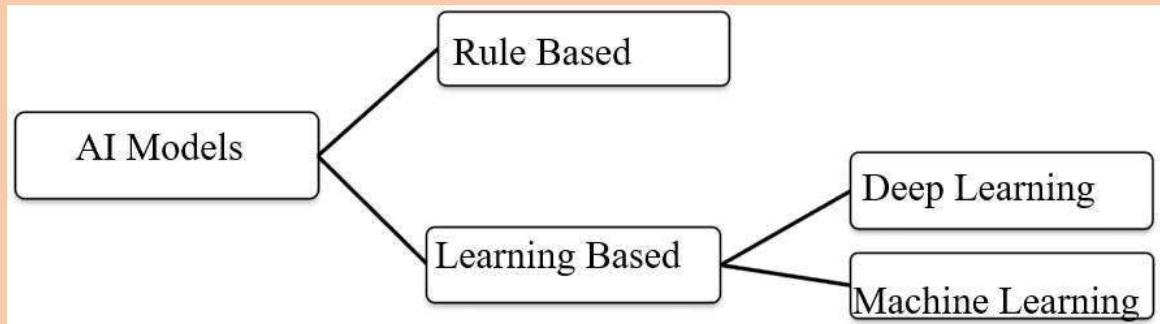 Rule Based
AI Models
Deep Learning
Learning Based
Machine Learning